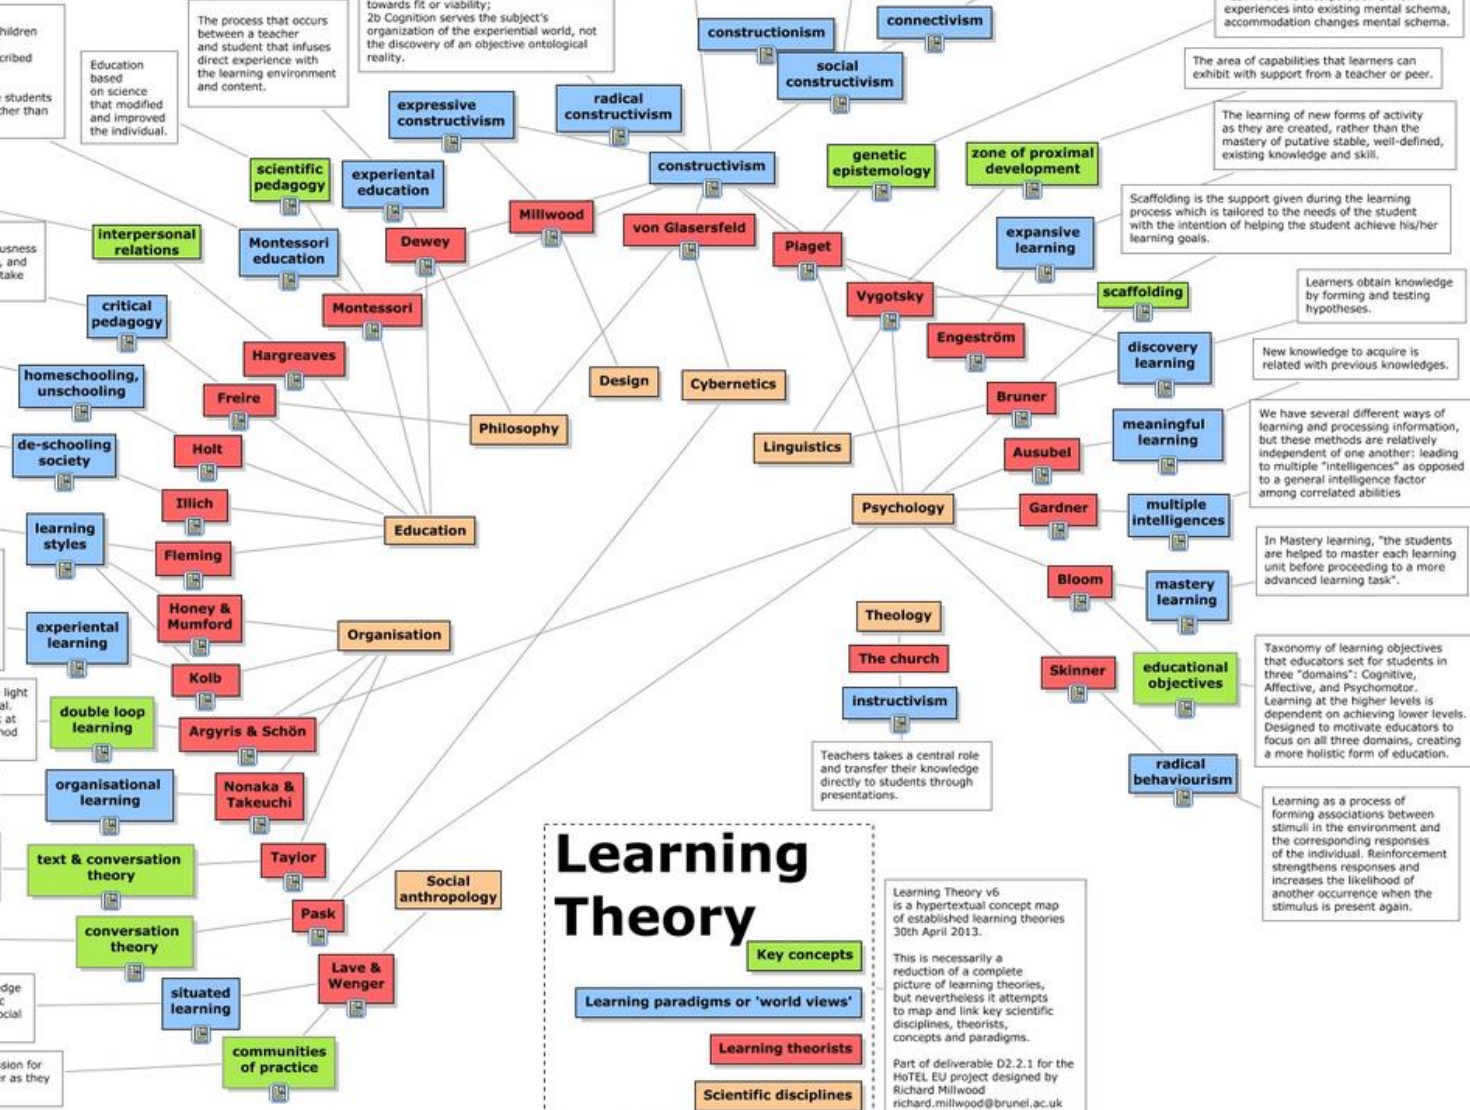 hildren
cribed
students
her than
Education
based
on science
that modified
and improved
the individual.
The process that occurs
between a teacher
and student that infuses
direct experience with
the learning environment
and content.
towards fit or viability;
2b Cognition serves the subject's
organization of the experiential world, not
the discovery of an objective ontological
reality.
constructionism
connectivism
social
constructivism
experiences into existing mental schema,
accommodation changes mental schema.
The area of capabilities that learners can
exhibit with support from a teacher or peer.
The learning of new forms of activity
as they are created, rather than the
mastery of putative stable, well-defined,
existing knowledge and skill.
Scaffolding is the support given during the learning
process which is tailored to the needs of the student
with the intention of helping the student achieve his/her
learning goals.
expressive
constructivism
radical
constructivism
constructivism
genetic
epistemology
zone of proximal
development
scientific
pedagogy
experiential
education
interpersonal
relations
Montessori
education
Dewey
Millwood
von Glasersfeld
Piaget
expansive
learning
usness
, and
take
critical
pedagogy
Montessori
Vygotsky
scaffolding
Learners obtain knowledge
by forming and testing
hypotheses.
Engeström
discovery
learning
New knowledge to acquire is
related with previous knowledges.
Hargreaves
homeschooling,
unschooling
Freire
Design
Cybernetics
Bruner
Philosophy
Linguistics
meaningful
learning
We have several different ways of
learning and processing information,
but these methods are relatively
independent of one another: leading
to multiple "intelligences" as opposed
to a general intelligence factor
among correlated abilities
de-schooling
society
Holt
Ausubel
Illich
Education
Psychology
Gardner
multiple
intelligences
learning
styles
Fleming
In Mastery learning, "the students
are helped to master each learning
unit before proceeding to a more
advanced learning task".
Bloom
mastery
learning
Honey &
Mumford
experiential
learning
Organisation
Theology
The church
instructivism
Teachers takes a central role
and transfer their knowledge
directly to students through
presentations.
Kolb
Skinner
educational
objectives
Taxonomy of learning objectives
that educators set for students in
three "domains": Cognitive,
Affective, and Psychomotor.
Learning at the higher levels is
dependent on achieving lower levels.
Designed to motivate educators to
focus on all three domains, creating
a more holistic form of education.
light
al.
at
nod
double loop
learning
Argyris & Schön
radical
behaviourism
organisational
learning
Nonaka &
Takeuchi
Learning as a process of
forming associations between
stimuli in the environment and
the corresponding responses
of the individual. Reinforcement
strengthens responses and
increases the likelihood of
another occurrence when the
stimulus is present again.
text & conversation
theory
Taylor
Social
anthropology
Pask
conversation
theory
Lave &
Wenger
edge
ocial
situated
learning
communities
of practice
sion for
r as they
Learning
Theory
Key concepts
Learning paradigms or 'world views'
Learning theorists
Scientific disciplines
Learning Theory v6
is a hypertextual concept map
of established learning theories
30th April 2013.
This is necessarily a
reduction of a complete
picture of learning theories,
but nevertheless it attempts
to map and link key scientific
disciplines, theorists,
concepts and paradigms.
Part of deliverable D2.2.1 for the
HoTEL EU project designed by
Richard Millwood
richard.millwood@brunel.ac.uk